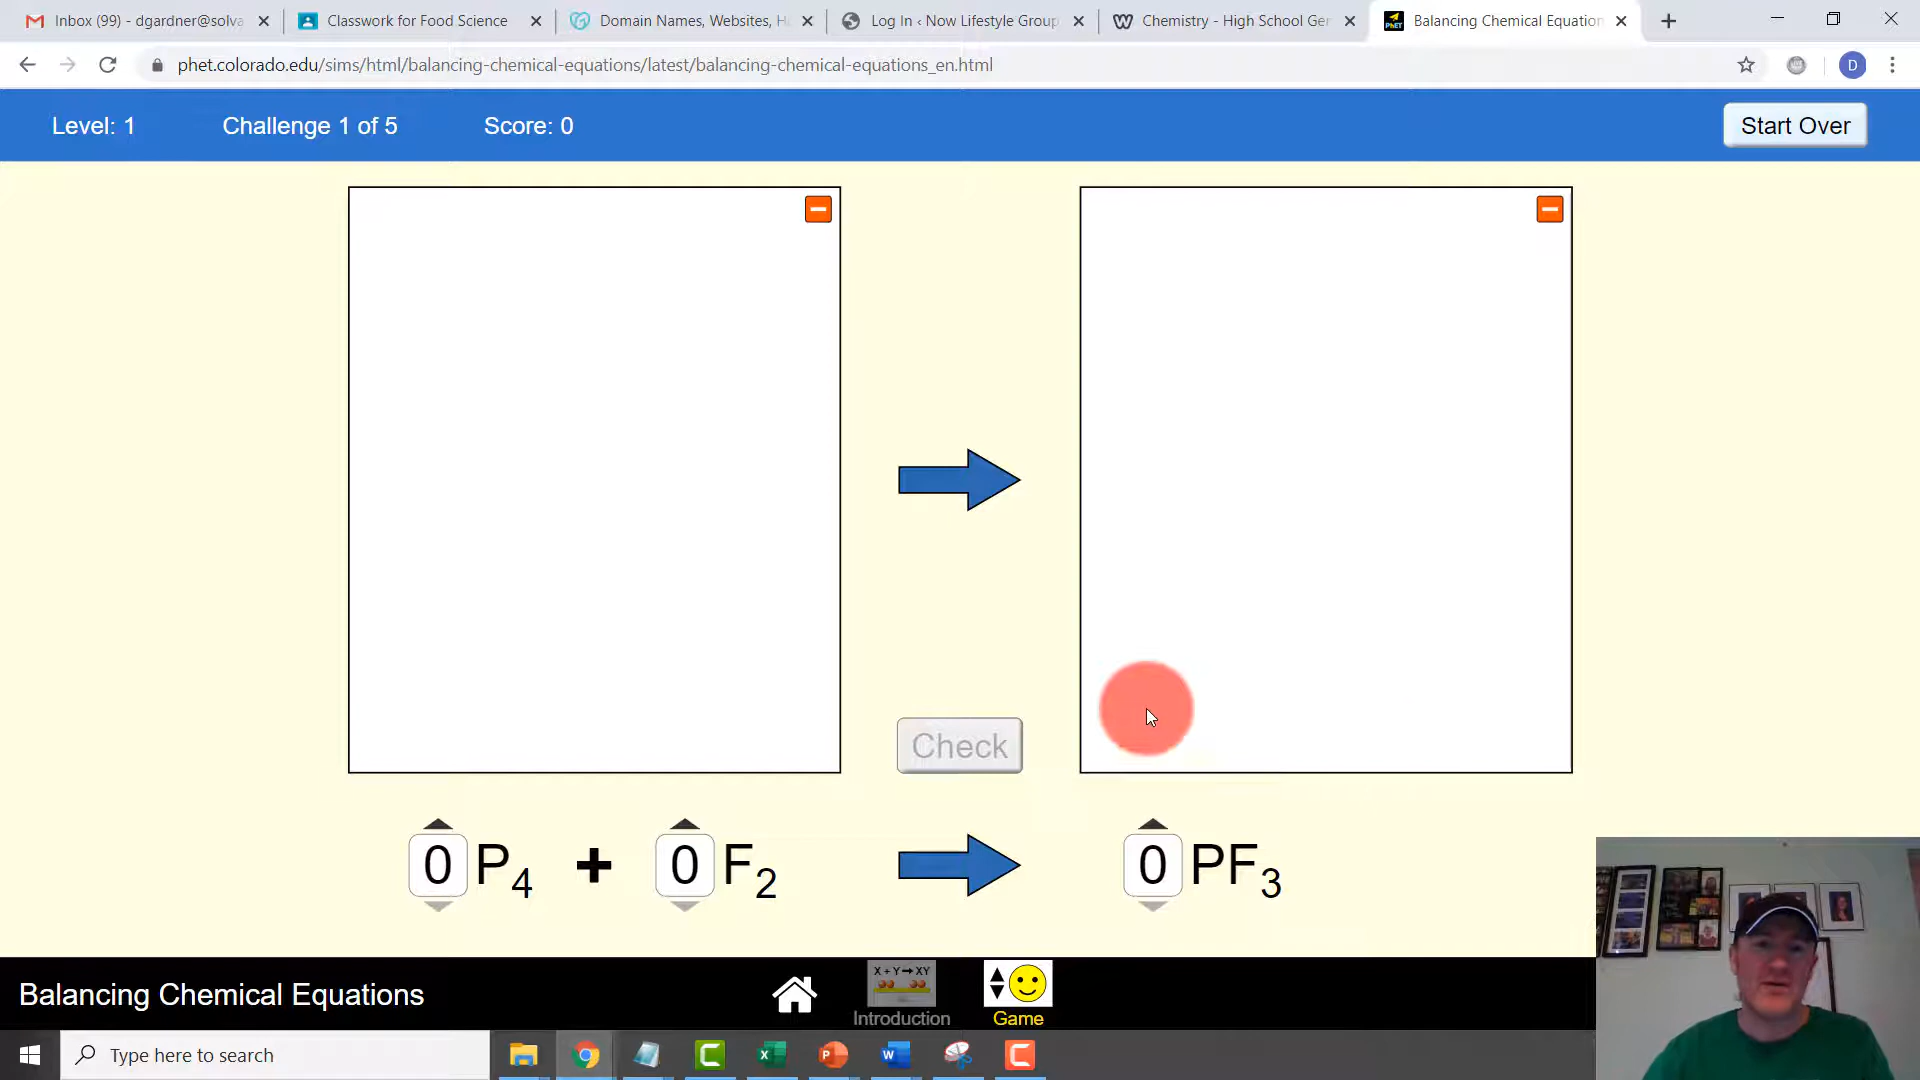 Inbox (99) - dgardner@solva
Classwork for Food Science
Domain Names, Websites, H
Log In ‹ Now Lifestyle Group
Chemistry - High School Ger
Balancing Chemical Equation
phet.colorado.edu/sims/html/balancing-chemical-equations/latest/balancing-chemical-equations_en.html
D
Level: 1
Challenge 1 of 5
Score: 0
Start Over
Check
0 P4 + 0 F2
0 PF3
Balancing Chemical Equations
X + Y → XY
Introduction
Game
Type here to search